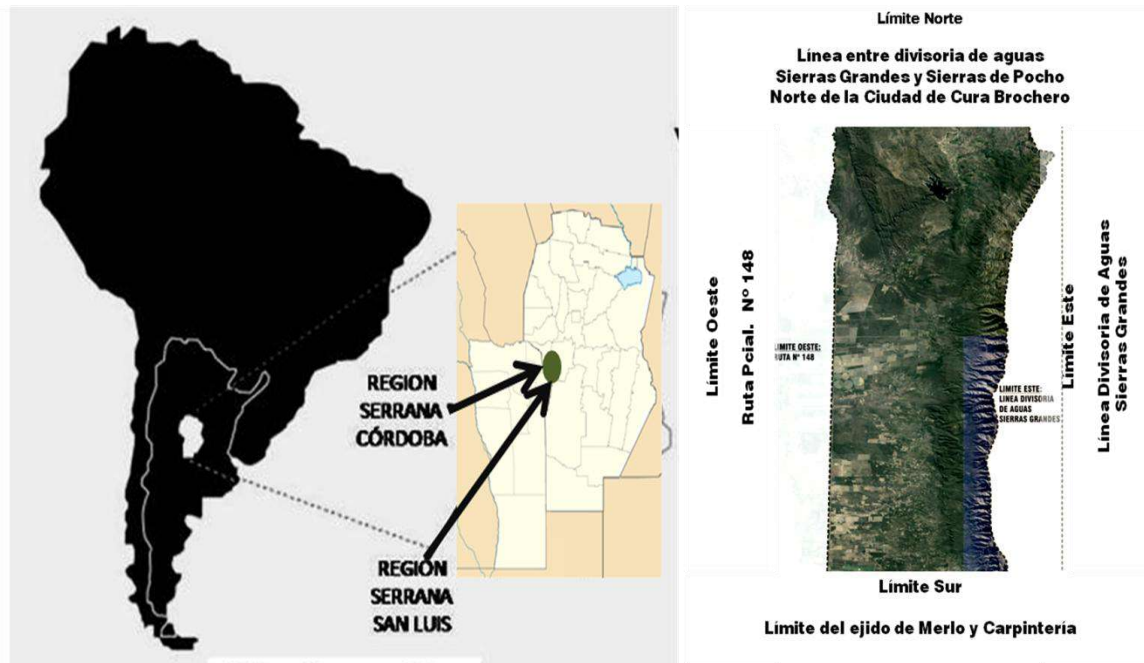 REGION
SERRANA
CÓRDOBA
REGION
SERRANA
SAN LUIS
Límite Norte
Línea entre divisoria de aguas
Sierras Grandes y Sierras de Pocho
Norte de la Ciudad de Cura Brochero
Límite Oeste
Ruta Pcial. Nº 148
LIMITE OESTE:
RUTA Nº 148
LIMITE ESTE:
LINEA DIVISORIA
DE AGUAS
SIERRAS GRANDES
Límite Este
Línea Divisoria de Aguas
Sierras Grandes
Límite Sur
Límite del ejido de Merlo y Carpintería